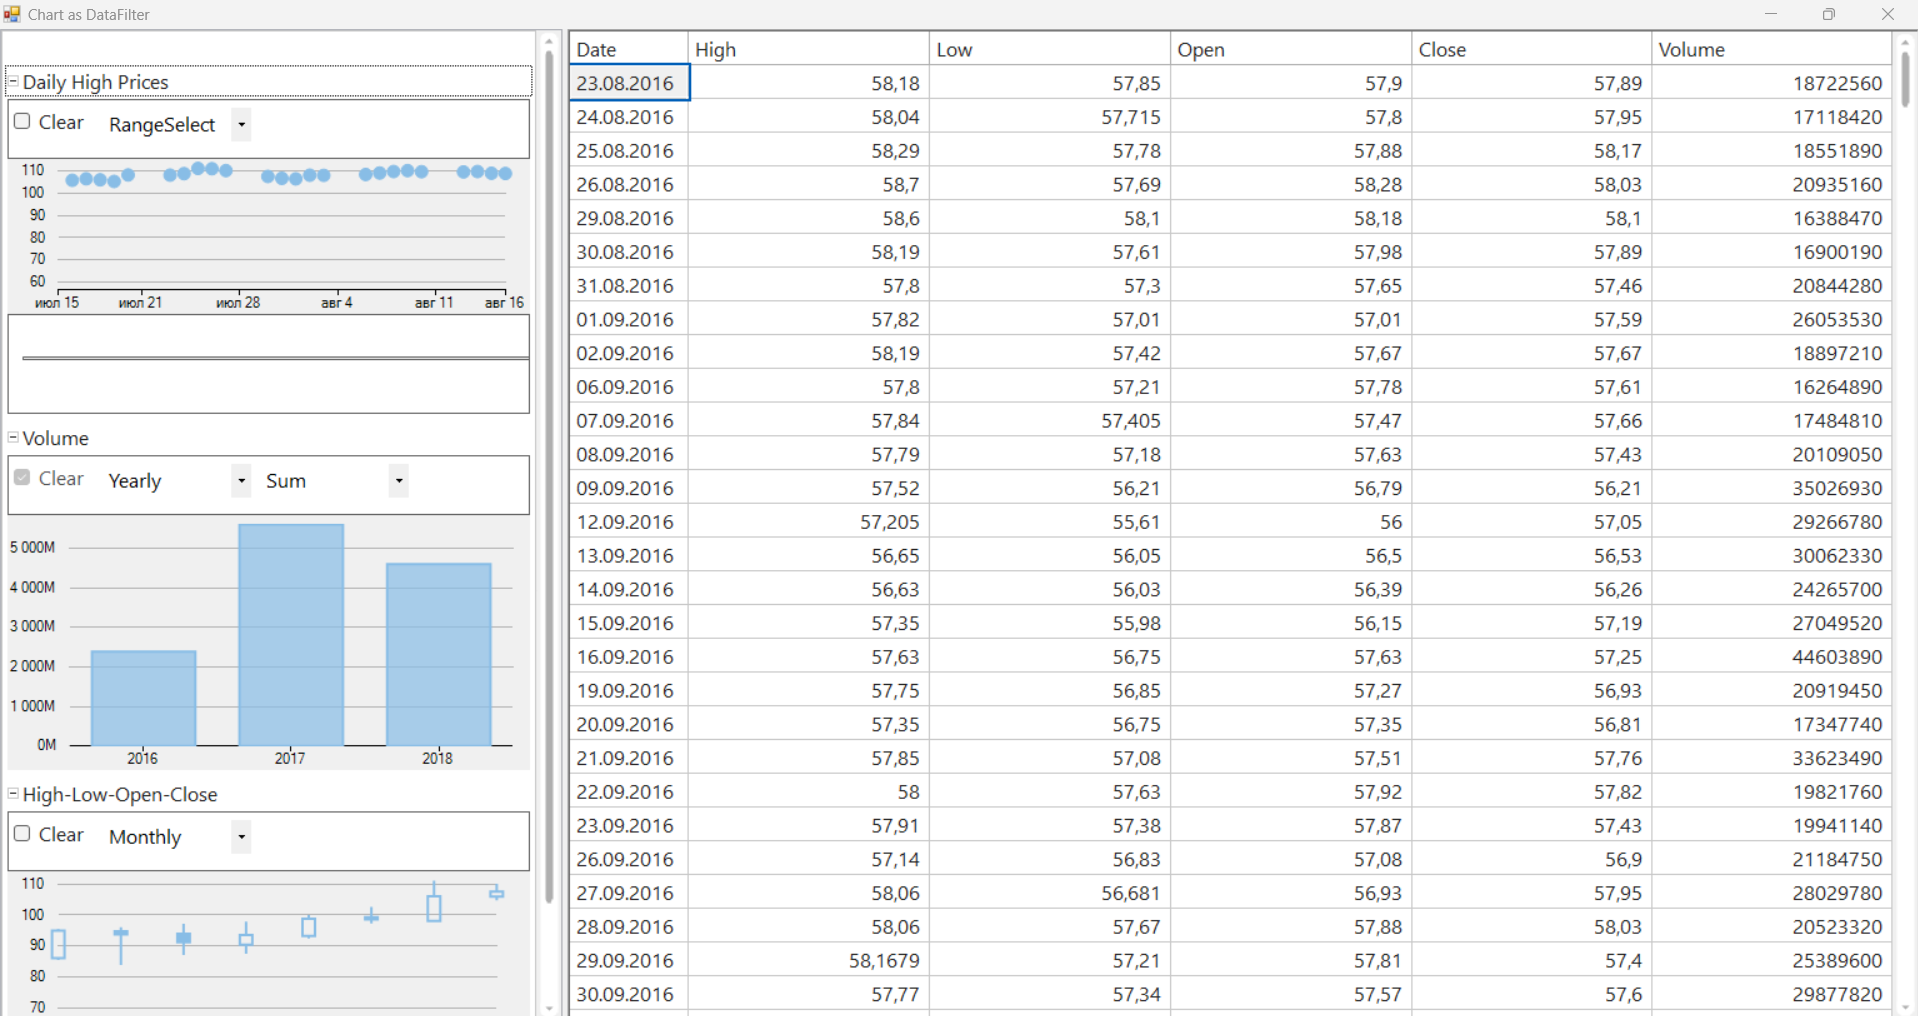 Chart as DataFilter
Daily High Prices
Clear RangeSelect
110
100
90
80
70
60
июл 15 июл 21 июл 28 авг 4 авг 11 авг 16
Volume
Clear Yearly Sum
5 000M
4 000M
3 000M
2 000M
1 000M
0M
2016 2017 2018
High-Low-Open-Close
Clear Monthly
110
100
90
80
70
Date High Low Open Close Volume
23.08.2016 58,18 57,85 57,9 57,89 18722560
24.08.2016 58,04 57,715 57,8 57,95 17118420
25.08.2016 58,29 57,78 57,88 58,17 18551890
26.08.2016 58,7 57,69 58,28 58,03 20935160
29.08.2016 58,6 58,1 58,18 58,1 16388470
30.08.2016 58,19 57,61 57,98 57,89 16900190
31.08.2016 57,8 57,3 57,65 57,46 20844280
01.09.2016 57,82 57,01 57,01 57,59 26053530
02.09.2016 58,19 57,42 57,67 57,67 18897210
06.09.2016 57,8 57,21 57,78 57,61 16264890
07.09.2016 57,84 57,405 57,47 57,66 17484810
08.09.2016 57,79 57,18 57,63 57,43 20109050
09.09.2016 57,52 56,21 56,79 56,21 35026930
12.09.2016 57,205 55,61 56 57,05 29266780
13.09.2016 56,65 56,05 56,5 56,53 30062330
14.09.2016 56,63 56,03 56,39 56,26 24265700
15.09.2016 57,35 55,98 56,15 57,19 27049520
16.09.2016 57,63 56,75 57,63 57,25 44603890
19.09.2016 57,75 56,85 57,27 56,93 20919450
20.09.2016 57,35 56,75 57,35 56,81 17347740
21.09.2016 57,85 57,08 57,51 57,76 33623490
22.09.2016 58 57,63 57,92 57,82 19821760
23.09.2016 57,91 57,38 57,87 57,43 19941140
26.09.2016 57,14 56,83 57,08 56,9 21184750
27.09.2016 58,06 56,681 56,93 57,95 28029780
28.09.2016 58,06 57,67 57,88 58,03 20523320
29.09.2016 58,1679 57,21 57,81 57,4 25389600
30.09.2016 57,77 57,34 57,57 57,6 29877820